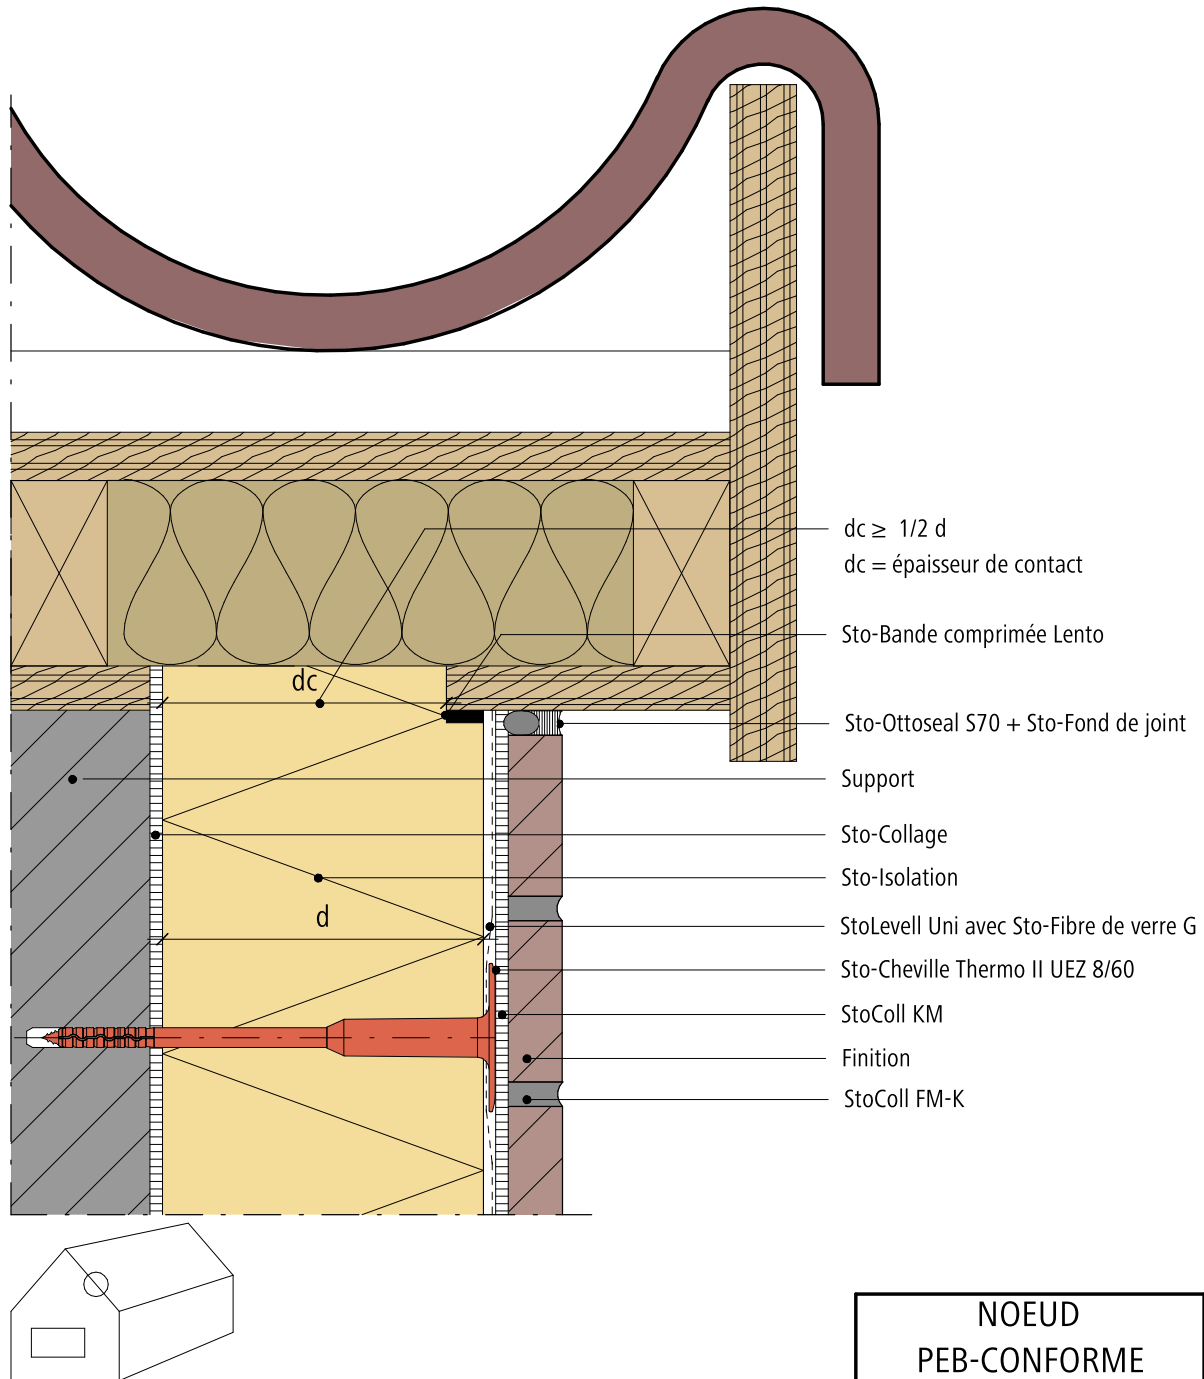 dc ≥ 1/2 d
dc = épaisseur de contact
Sto-Bande comprimée Lento
dc
Sto-Ottoseal S70 + Sto-Fond de joint
Support
Sto-Collage
Sto-Isolation
d
StoLevell Uni avec Sto-Fibre de verre G
Sto-Cheville Thermo II UEZ 8/60
StoColl KM
Finition
StoColl FM-K
NOEUD
PEB-CONFORME